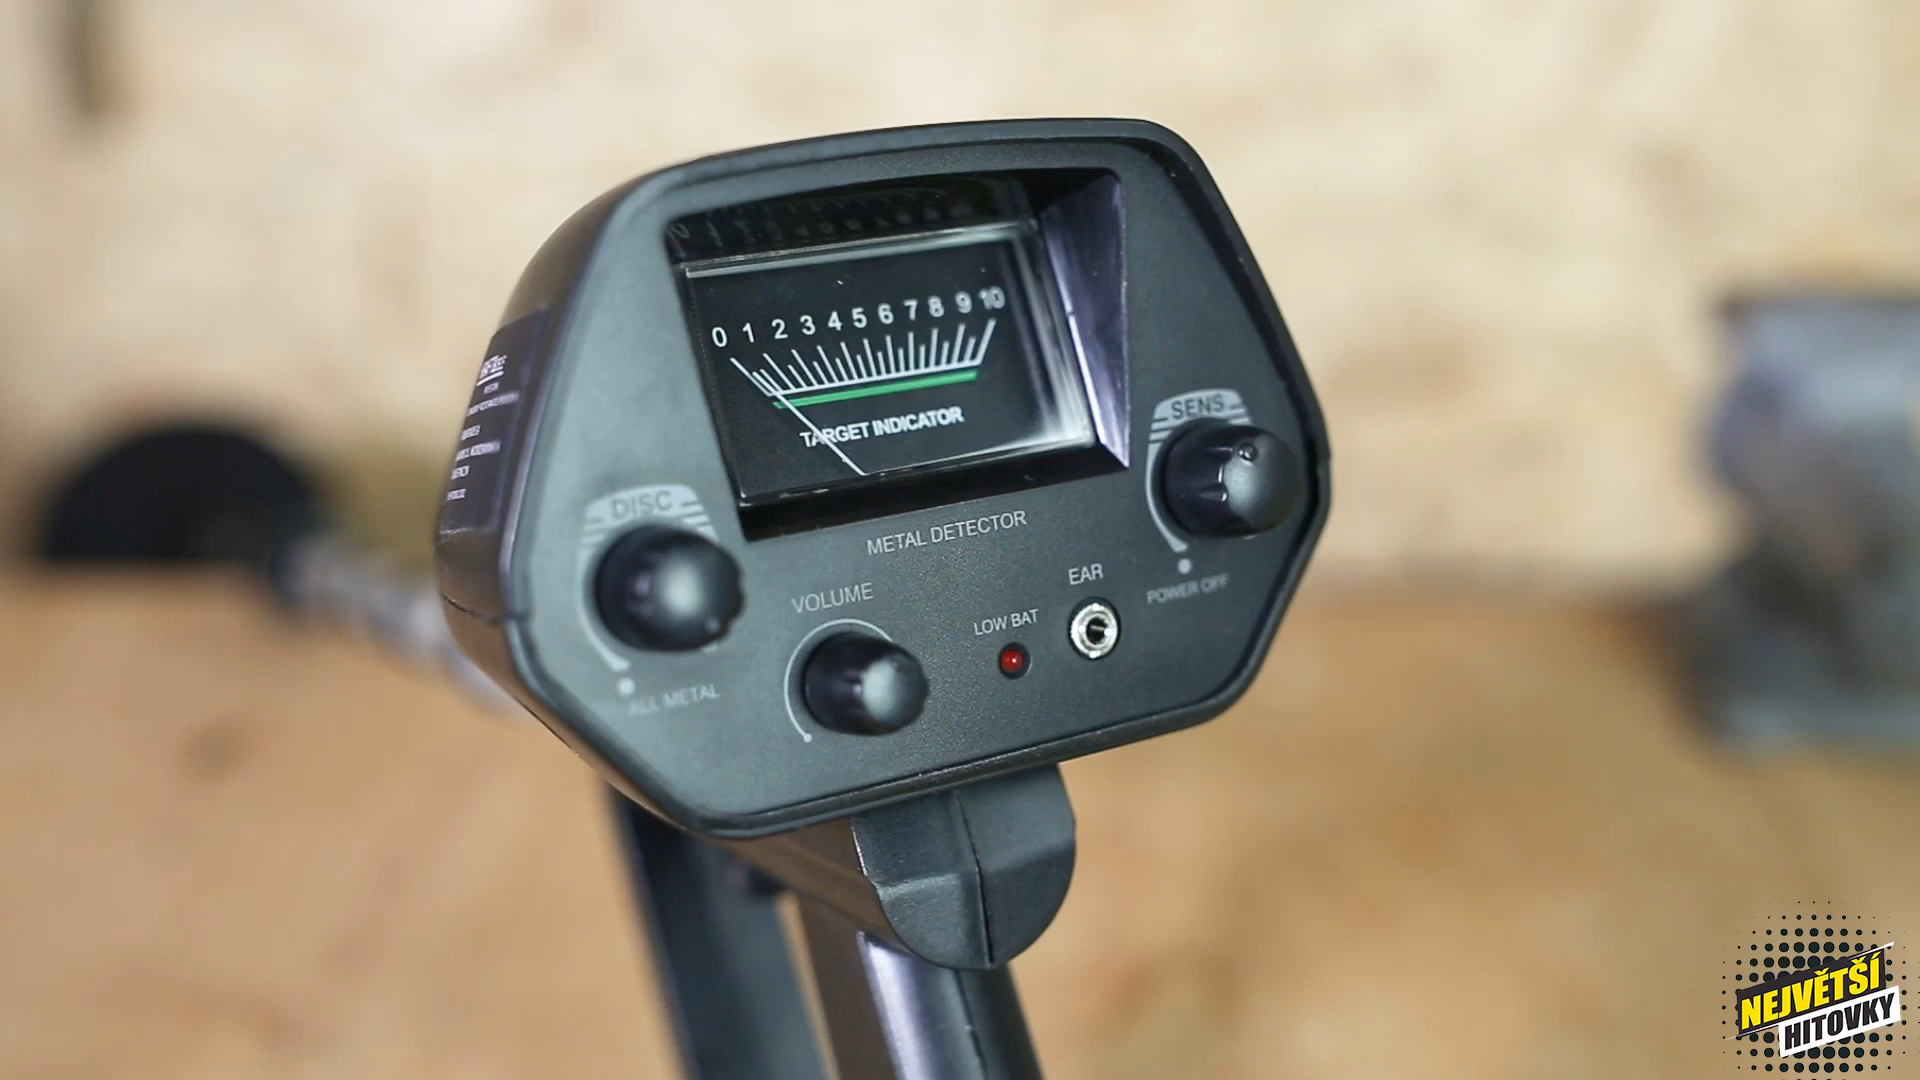 0 1 2 3 4 5 6 7 8 9 10
TARGET INDICATOR
SENS
DISC
METAL DETECTOR
VOLUME
EAR
LOW BAT
POWER OFF
ALL METAL
NEJVĚTŠÍ
HITOVKY